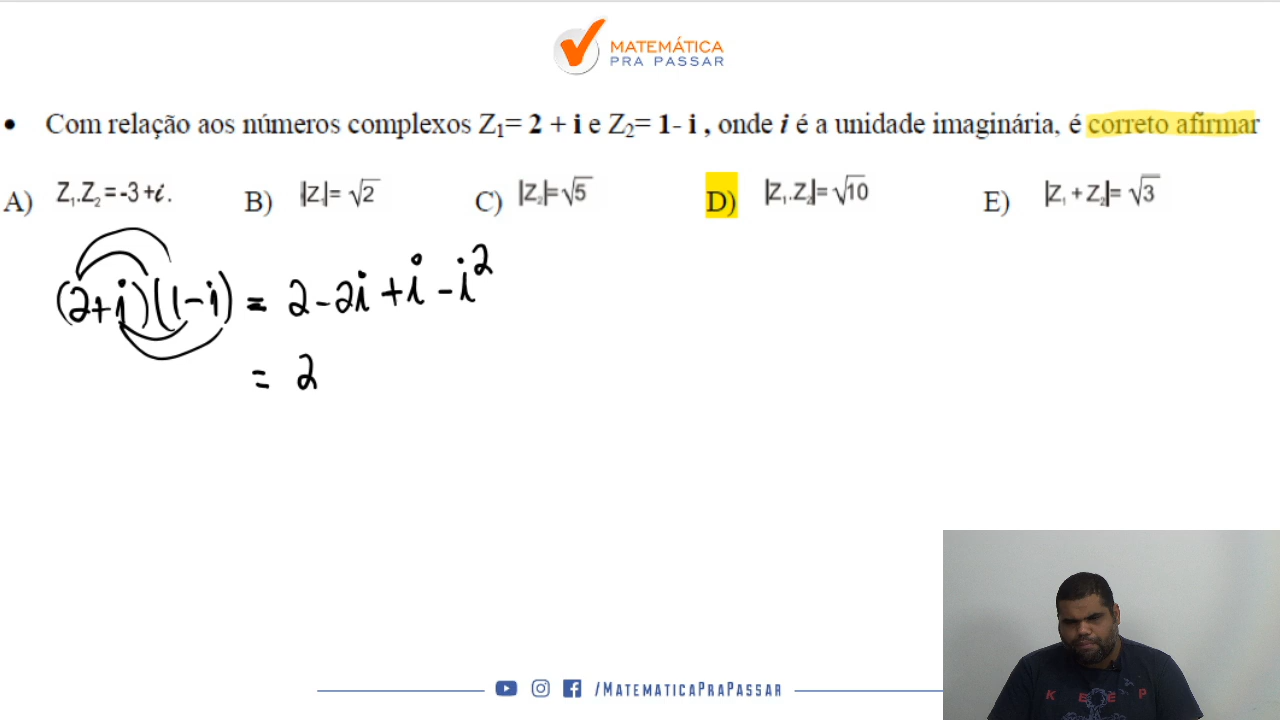 MATEMÁTICA
PRA PASSAR
• Com relação aos números complexos Z₁= 2 + i e Z₂= 1- i , onde i é a unidade imaginária, é correto afirmar
A) Z₁.Z₂ = -3 +i. B) |Z₁|= √2 C) |Z₂|= √5 D) |Z₁.Z₂|= √10 E) |Z₁ + Z₂|= √3
(2+i)(1-i) = 2 - 2i + i - i²
= 2
/MATEMATICAPRAPASSAR
K E E P